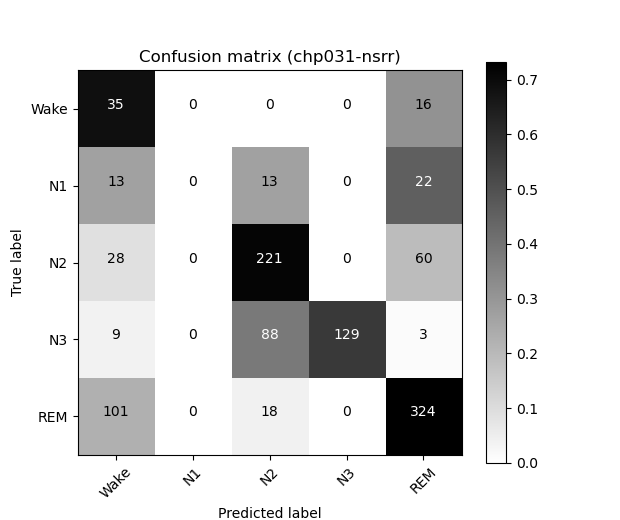 Confusion matrix (chp031-nsrr)
Wake 35 0 0 0 16
N1 13 0 13 0 22
N2 28 0 221 0 60
N3 9 0 88 129 3
REM 101 0 18 0 324
Wake N1 N2 N3 REM
Predicted label
True label
0.7
0.6
0.5
0.4
0.3
0.2
0.1
0.0